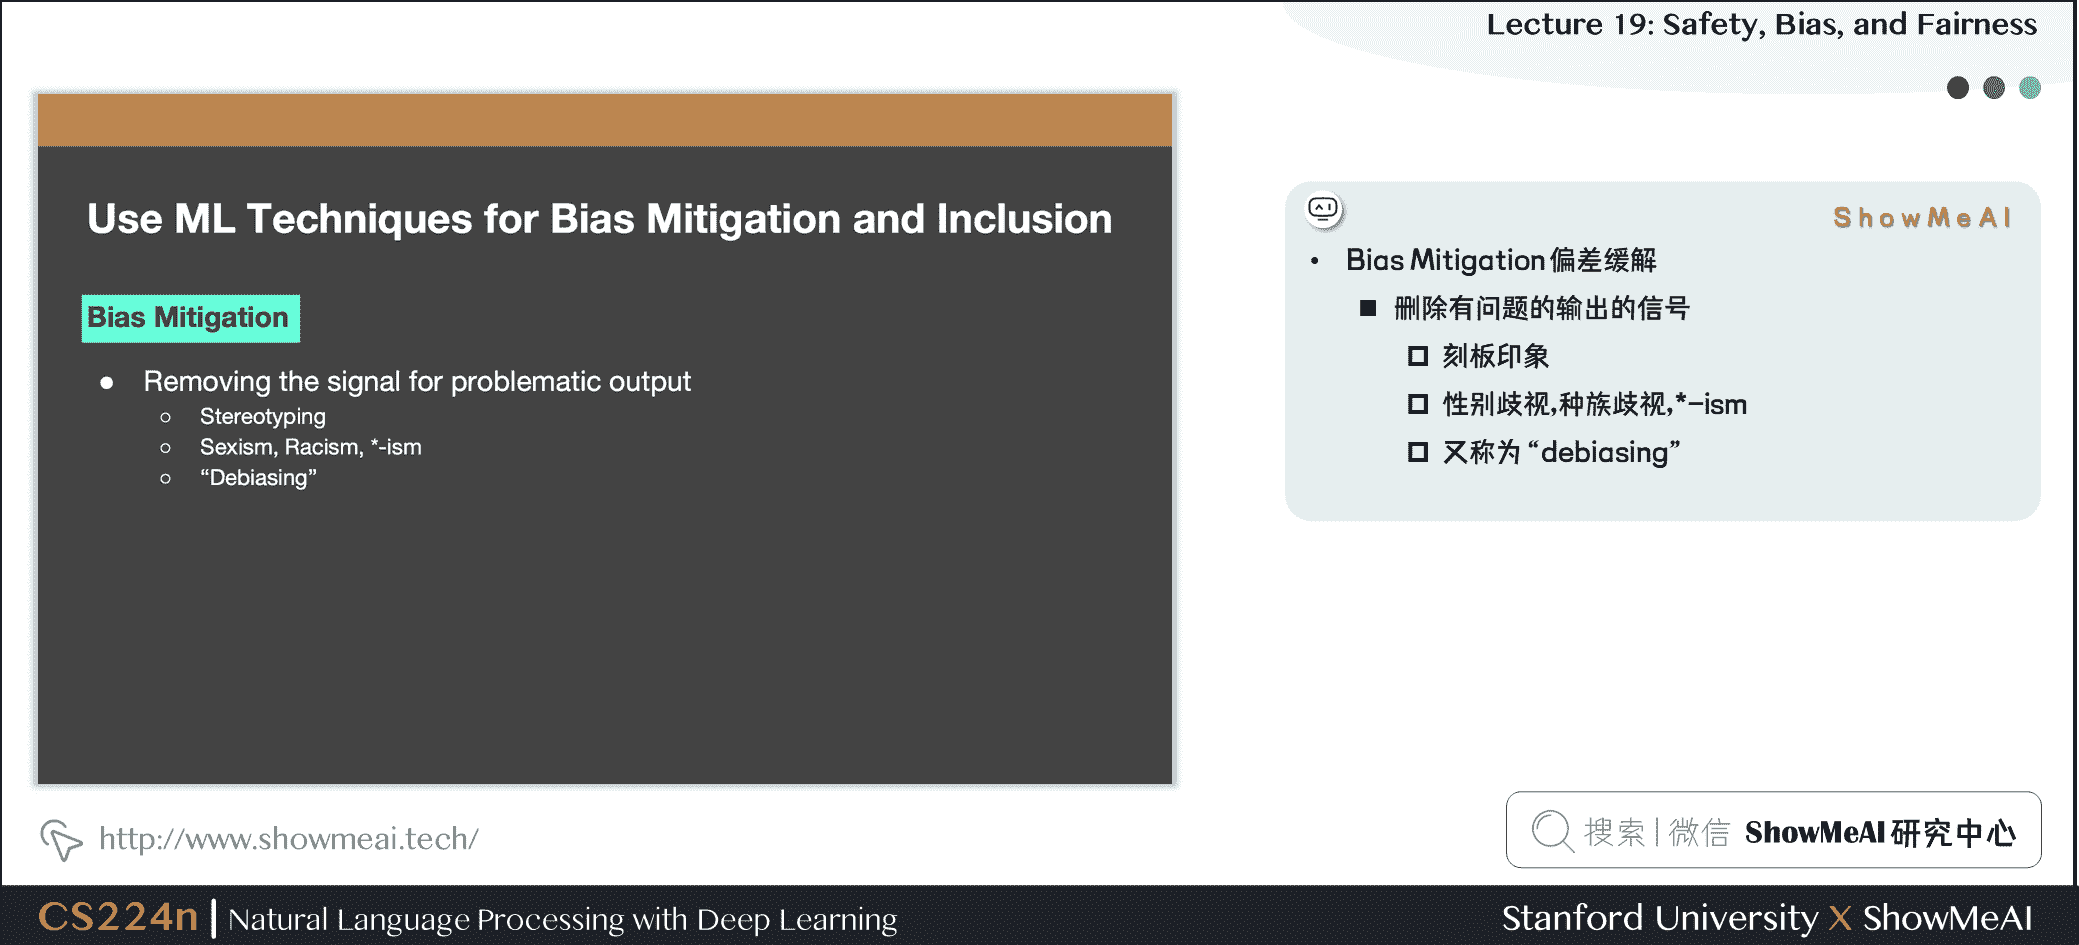 Lecture 19: Safety, Bias, and Fairness
Use ML Techniques for Bias Mitigation and Inclusion
Bias Mitigation
● Removing the signal for problematic output
○ Stereotyping
○ Sexism, Racism, *-ism
○ “Debiasing”
ShowMeAI
• Bias Mitigation 偏差缓解
■ 删除有问题的输出的信号
刻板印象
性别歧视,种族歧视,*-ism
又称为 “debiasing”
http://www.showmeai.tech/
搜索 | 微信 ShowMeAI 研究中心
CS224n | Natural Language Processing with Deep Learning
Stanford University X ShowMeAI